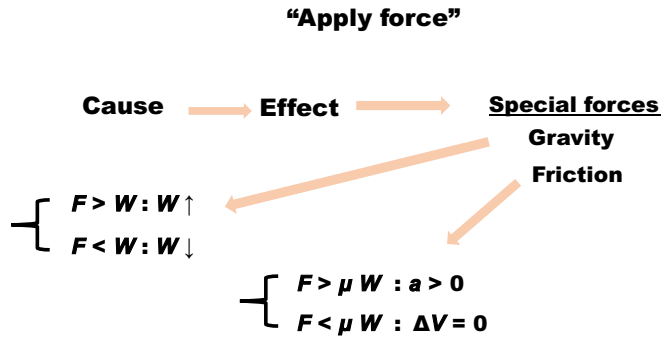 “Apply force”
Cause Effect Special forces
Gravity
Friction
F > W : W ↑
F < W : W ↓
F > μ W : a > 0
F < μ W : ΔV = 0